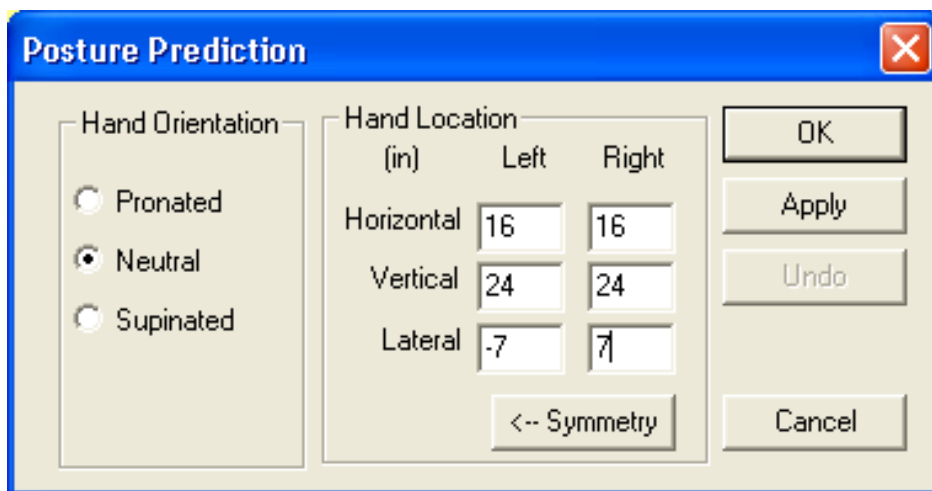 Posture Prediction
Hand Orientation
Pronated
Neutral
Supinated
Hand Location
(in) Left Right
Horizontal 16 16
Vertical 24 24
Lateral -7 7
<-- Symmetry
OK
Apply
Undo
Cancel